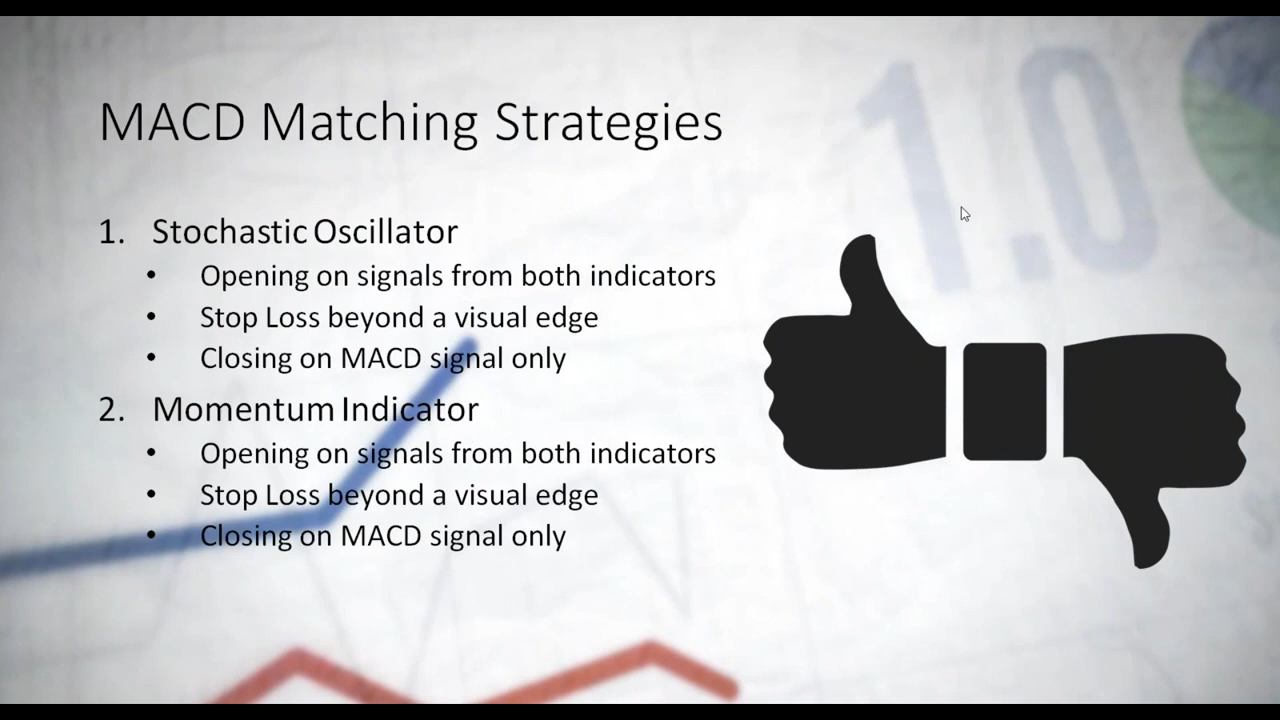 1.0
MACD Matching Strategies
1. Stochastic Oscillator
• Opening on signals from both indicators
• Stop Loss beyond a visual edge
• Closing on MACD signal only
2. Momentum Indicator
• Opening on signals from both indicators
• Stop Loss beyond a visual edge
• Closing on MACD signal only